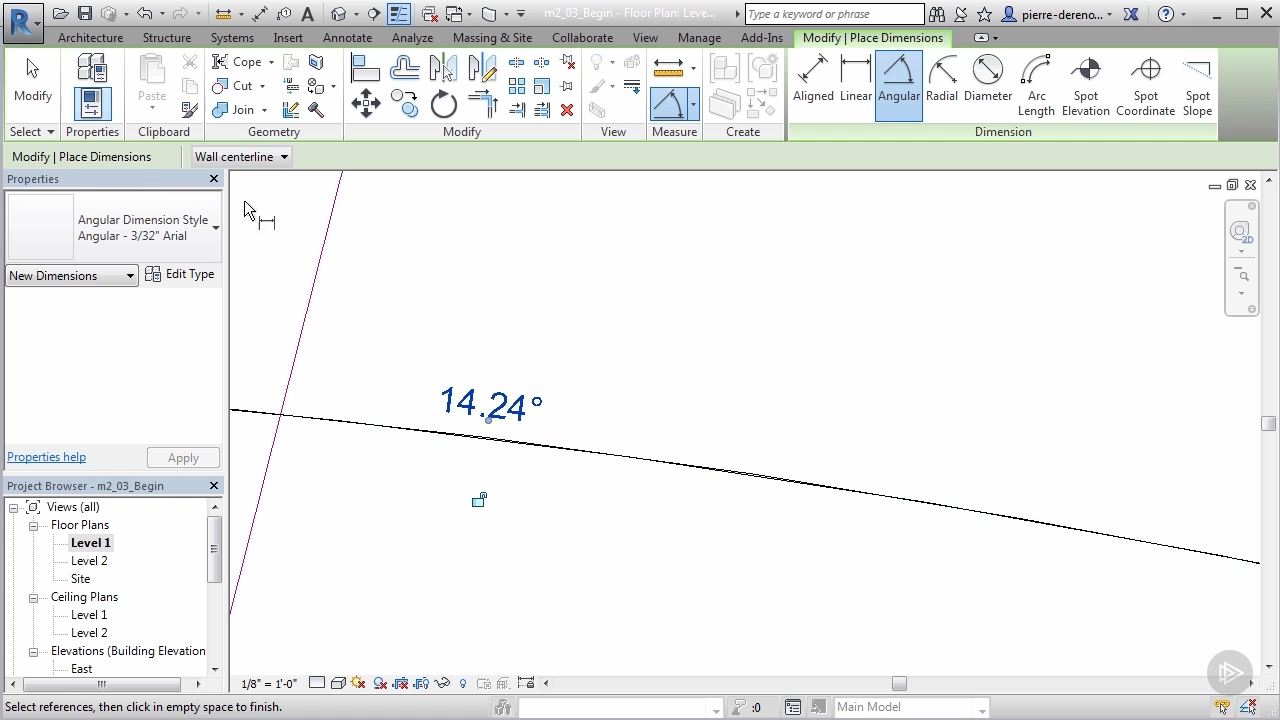 m2_03_Begin - Floor Plan: Leve...
Type a keyword or phrase
pierre-dereno...
Architecture
Structure
Systems
Insert
Annotate
Analyze
Massing & Site
Collaborate
View
Manage
Add-Ins
Modify | Place Dimensions
Modify
Paste
Cope
Cut
Join
Aligned
Linear
Angular
Radial
Diameter
Arc
Length
Spot
Elevation
Spot
Coordinate
Spot
Slope
Select
Properties
Clipboard
Geometry
Modify
View
Measure
Create
Dimension
Modify | Place Dimensions
Wall centerline
Properties
Angular Dimension Style
Angular - 3/32" Arial
New Dimensions
Edit Type
Properties help
Apply
Project Browser - m2_03_Begin
Views (all)
Floor Plans
Level 1
Level 2
Site
Ceiling Plans
Level 1
Level 2
Elevations (Building Elevation
East
14.24°
2D
1/8" = 1'-0"
Select references, then click in empty space to finish.
:0
Main Model